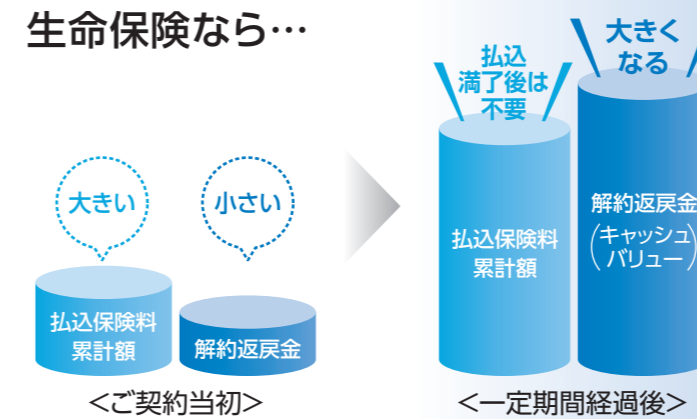 生命保険なら…
大きい
小さい
払込保険料
累計額
解約返戻金
＜ご契約当初＞
払込
満了後は
不要
大きく
なる
払込保険料
累計額
解約返戻金
(キャッシュ
バリュー)
＜一定期間経過後＞